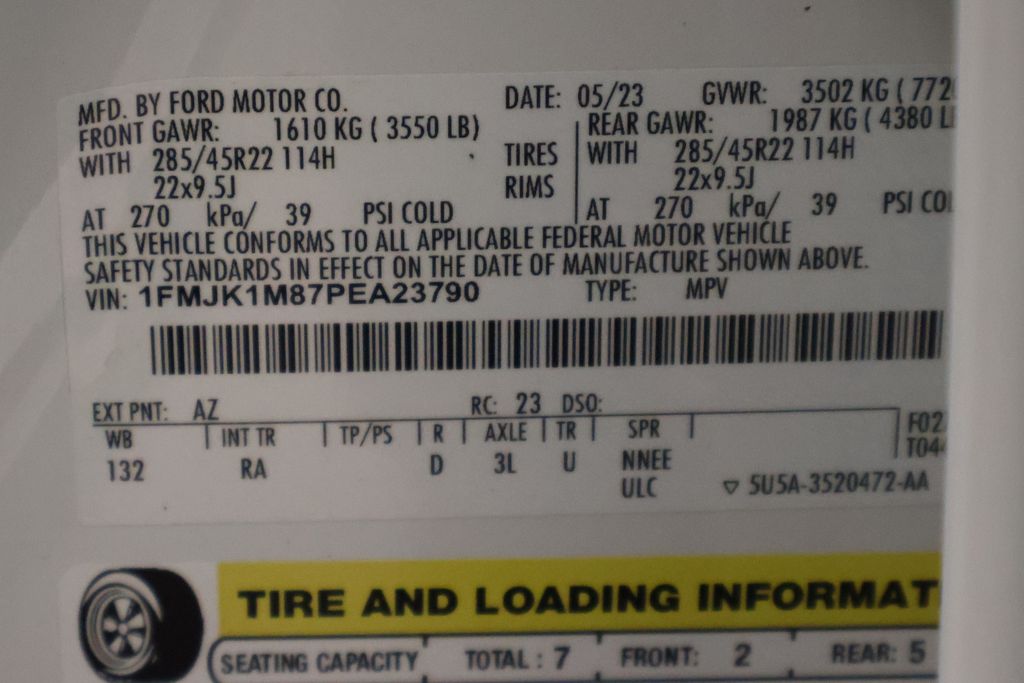 MFD. BY FORD MOTOR CO. DATE: 05/23 GVWR: 3502 KG ( 772
FRONT GAWR: 1610 KG ( 3550 LB) REAR GAWR: 1987 KG ( 4380 L
WITH 285/45R22 114H TIRES WITH 285/45R22 114H
22x9.5J RIMS 22x9.5J
AT 270 kPa/ 39 PSI COLD AT 270 kPa/ 39 PSI COL
THIS VEHICLE CONFORMS TO ALL APPLICABLE FEDERAL MOTOR VEHICLE
SAFETY STANDARDS IN EFFECT ON THE DATE OF MANUFACTURE SHOWN ABOVE.
VIN: 1FMJK1M87PEA23790 TYPE: MPV
EXT PNT: AZ RC: 23 DSO:
WB INT TR TP/PS R AXLE TR SPR F02
132 RA D 3L U NNEE T04
ULC ▽ 5U5A-3520472-AA
TIRE AND LOADING INFORMAT
SEATING CAPACITY TOTAL : 7 FRONT: 2 REAR: 5